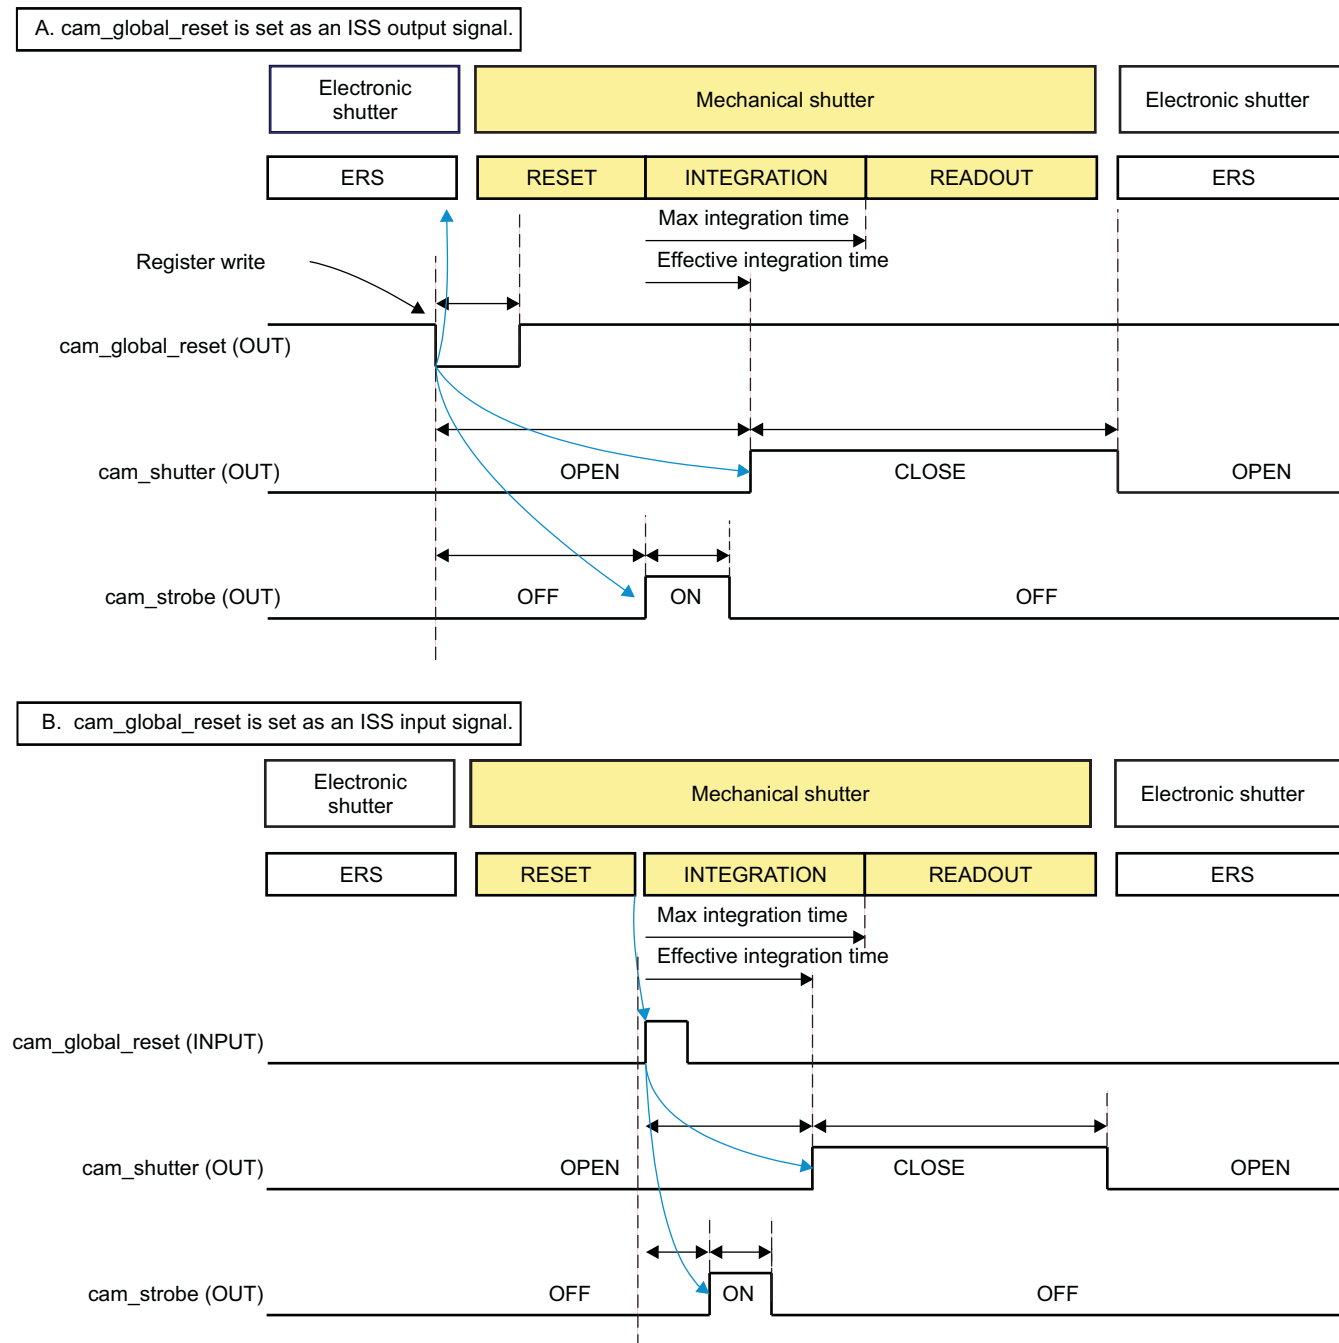 A. cam_global_reset is set as an ISS output signal.
Electronic
shutter
Mechanical shutter
Electronic shutter
ERS
RESET
INTEGRATION
READOUT
ERS
Max integration time
Effective integration time
Register write
cam_global_reset (OUT)
cam_shutter (OUT)
OPEN
CLOSE
OPEN
cam_strobe (OUT)
OFF
ON
OFF
B. cam_global_reset is set as an ISS input signal.
Electronic
shutter
Mechanical shutter
Electronic shutter
ERS
RESET
INTEGRATION
READOUT
ERS
Max integration time
Effective integration time
cam_global_reset (INPUT)
cam_shutter (OUT)
OPEN
CLOSE
OPEN
cam_strobe (OUT)
OFF
ON
OFF